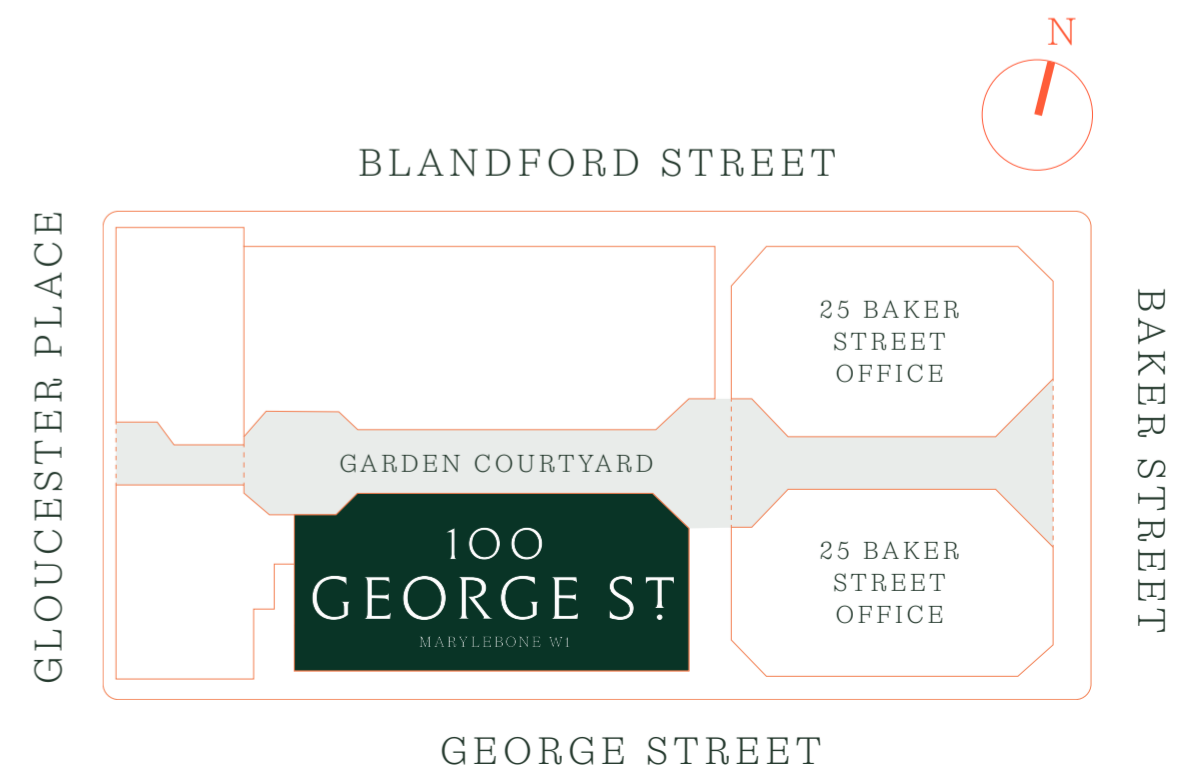 N
BLANDFORD STREET
GLOUCESTER PLACE
BAKER STREET
25 BAKER
STREET
OFFICE
GARDEN COURTYARD
100
GEORGE ST
MARYLEBONE W1
25 BAKER
STREET
OFFICE
GEORGE STREET